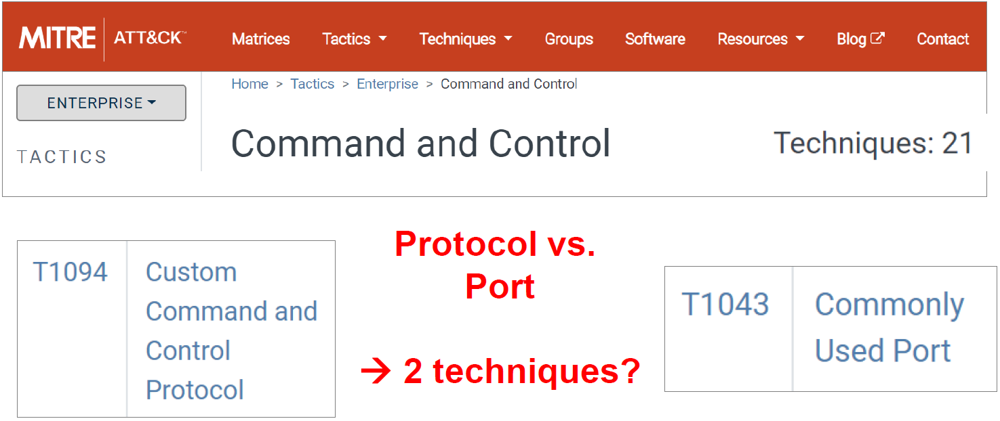 MITRE ATT&CK™ Matrices Tactics Techniques Groups Software Resources Blog Contact
Home > Tactics > Enterprise > Command and Control
ENTERPRISE
Command and Control
Techniques: 21
TACTICS
T1094 Custom
Command and
Control
Protocol
Protocol vs.
Port
→ 2 techniques?
T1043 Commonly
Used Port